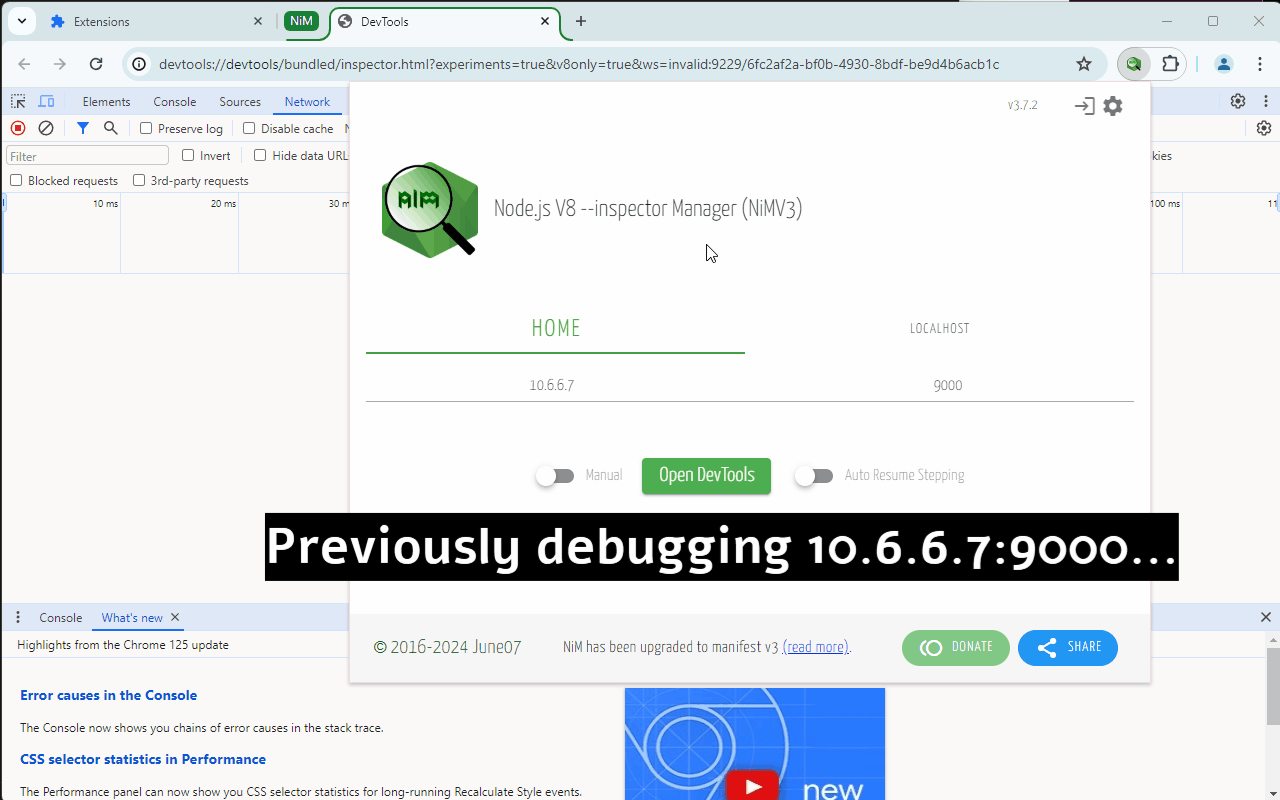 Extensions
NiM
DevTools
devtools://devtools/bundled/inspector.html?experiments=true&v8only=true&ws=invalid:9229/6fc2af2a-bf0b-4930-8bdf-be9d4b6acb1c
Elements Console Sources Network
Preserve log Disable cache
Filter Invert Hide data URL
kies
Blocked requests 3rd-party requests
10 ms 20 ms 30 m 100 ms 11
v3.7.2
NiM
Node.js V8 --inspector Manager (NiMV3)
HOME LOCALHOST
10.6.6.7 9000
Manual Open DevTools Auto Resume Stepping
Previously debugging 10.6.6.7:9000...
© 2016-2024 June07 NiM has been upgraded to manifest v3 (read more). DONATE SHARE
Console What's new
Highlights from the Chrome 125 update
Error causes in the Console
The Console now shows you chains of error causes in the stack trace.
CSS selector statistics in Performance
The Performance panel can now show you CSS selector statistics for long-running Recalculate Style events.
new